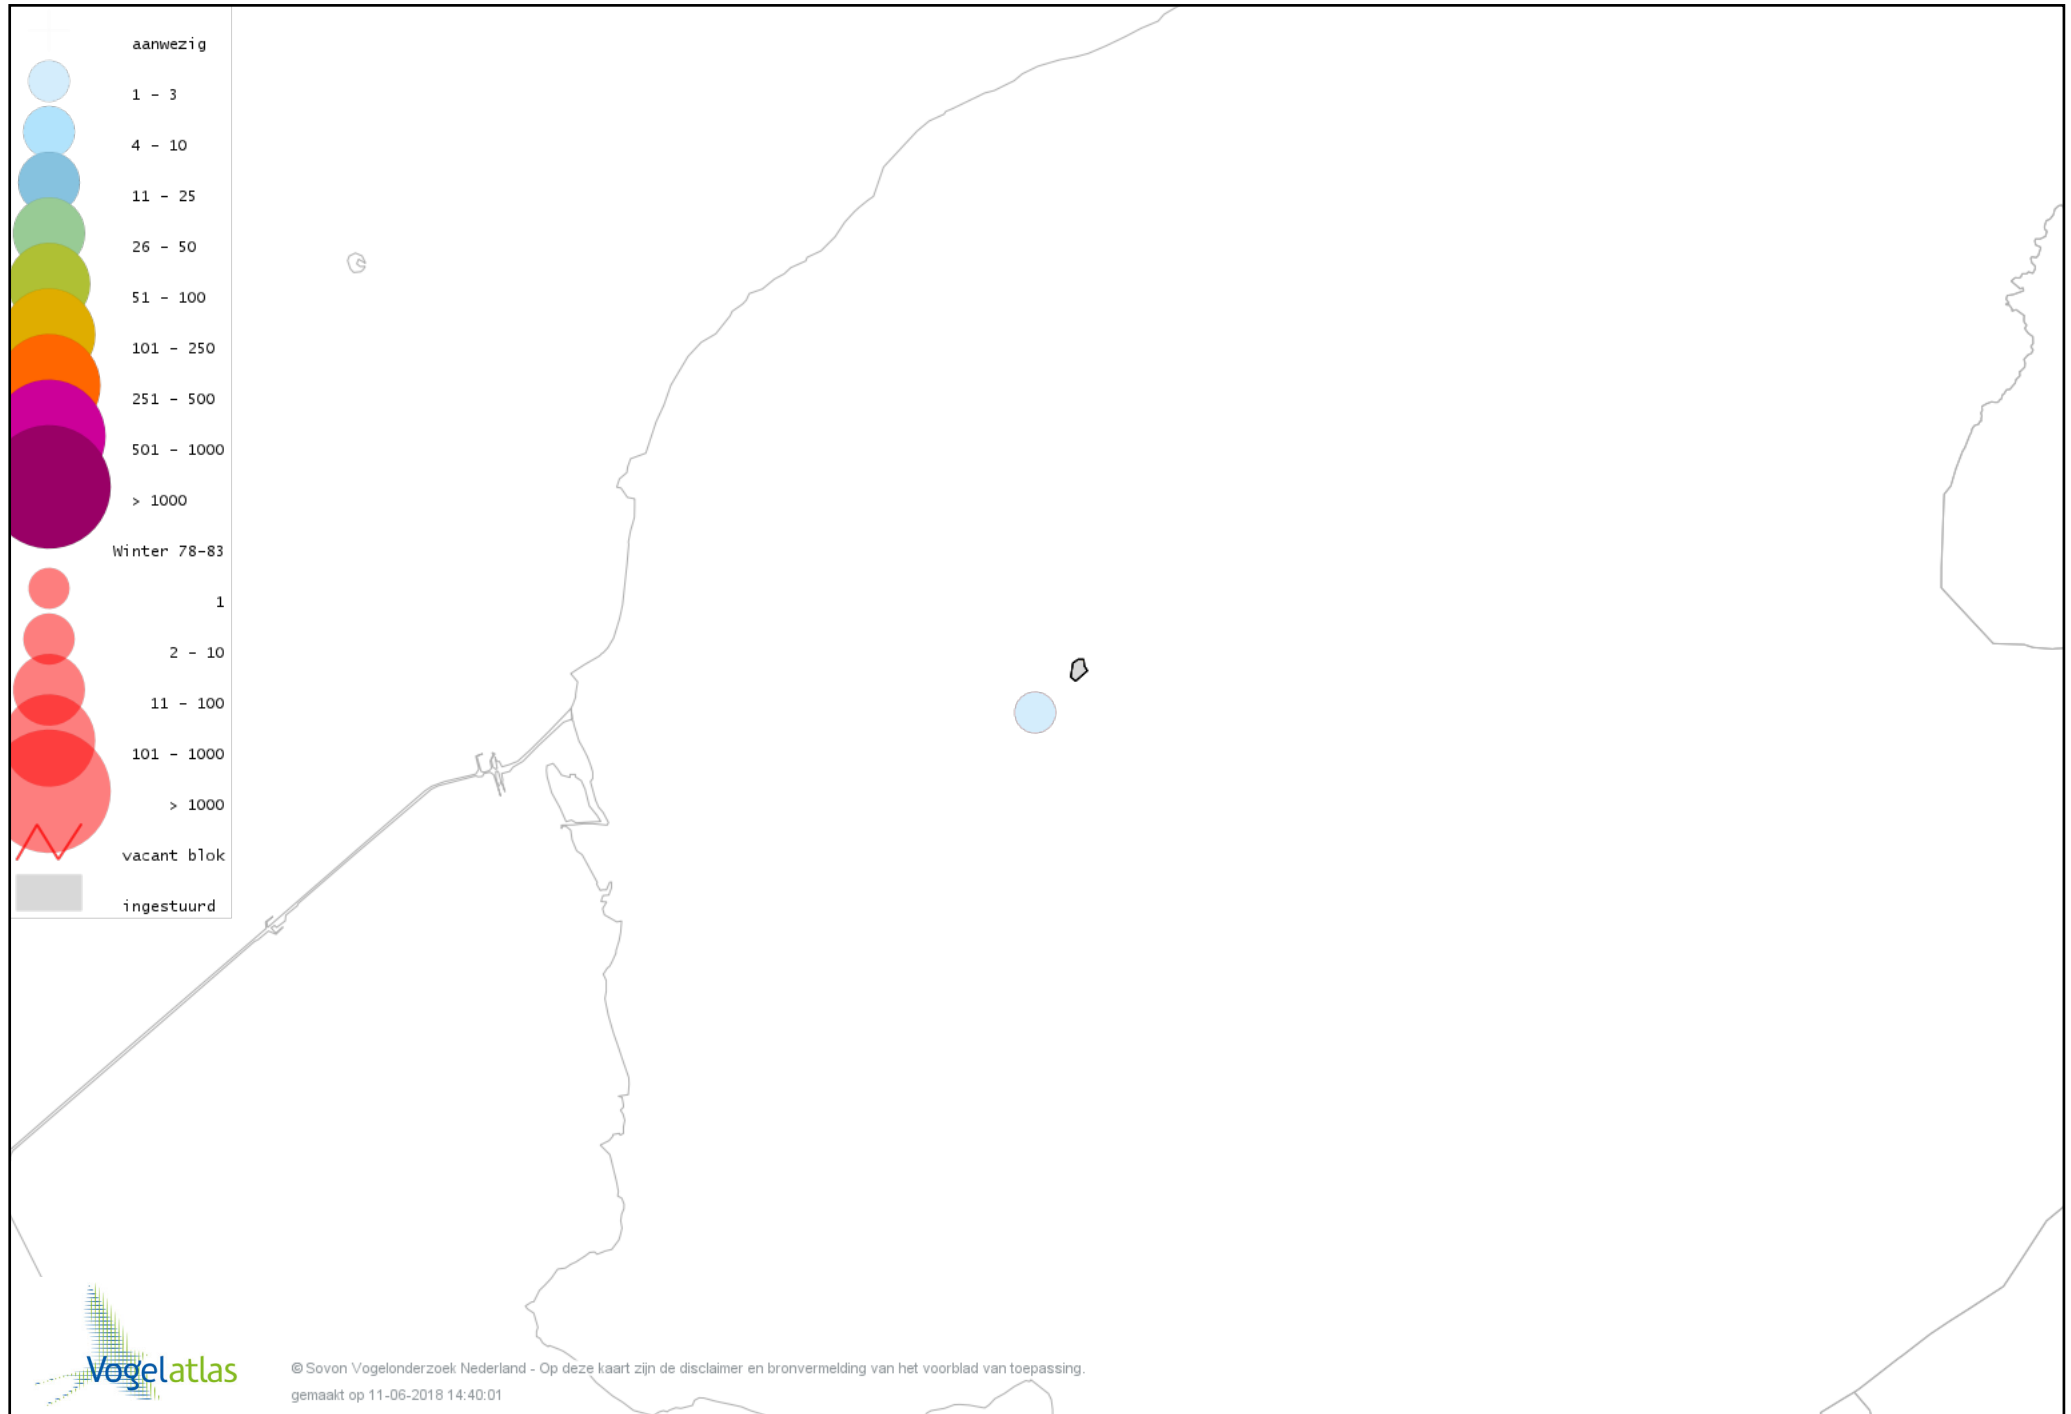 aanwezig
1 - 3
4 - 10
11 - 25
26 - 50
51 - 100
101 - 250
251 - 500
501 - 1000
> 1000
Winter 78-83
1
2 - 10
11 - 100
101 - 1000
> 1000
vacant blok
ingestuurd
Vogelatlas
© Sovon Vogelonderzoek Nederland - Op deze kaart zijn de disclaimer en bronvermelding van het voorblad van toepassing.
gemaakt op 11-06-2018 14:40:01